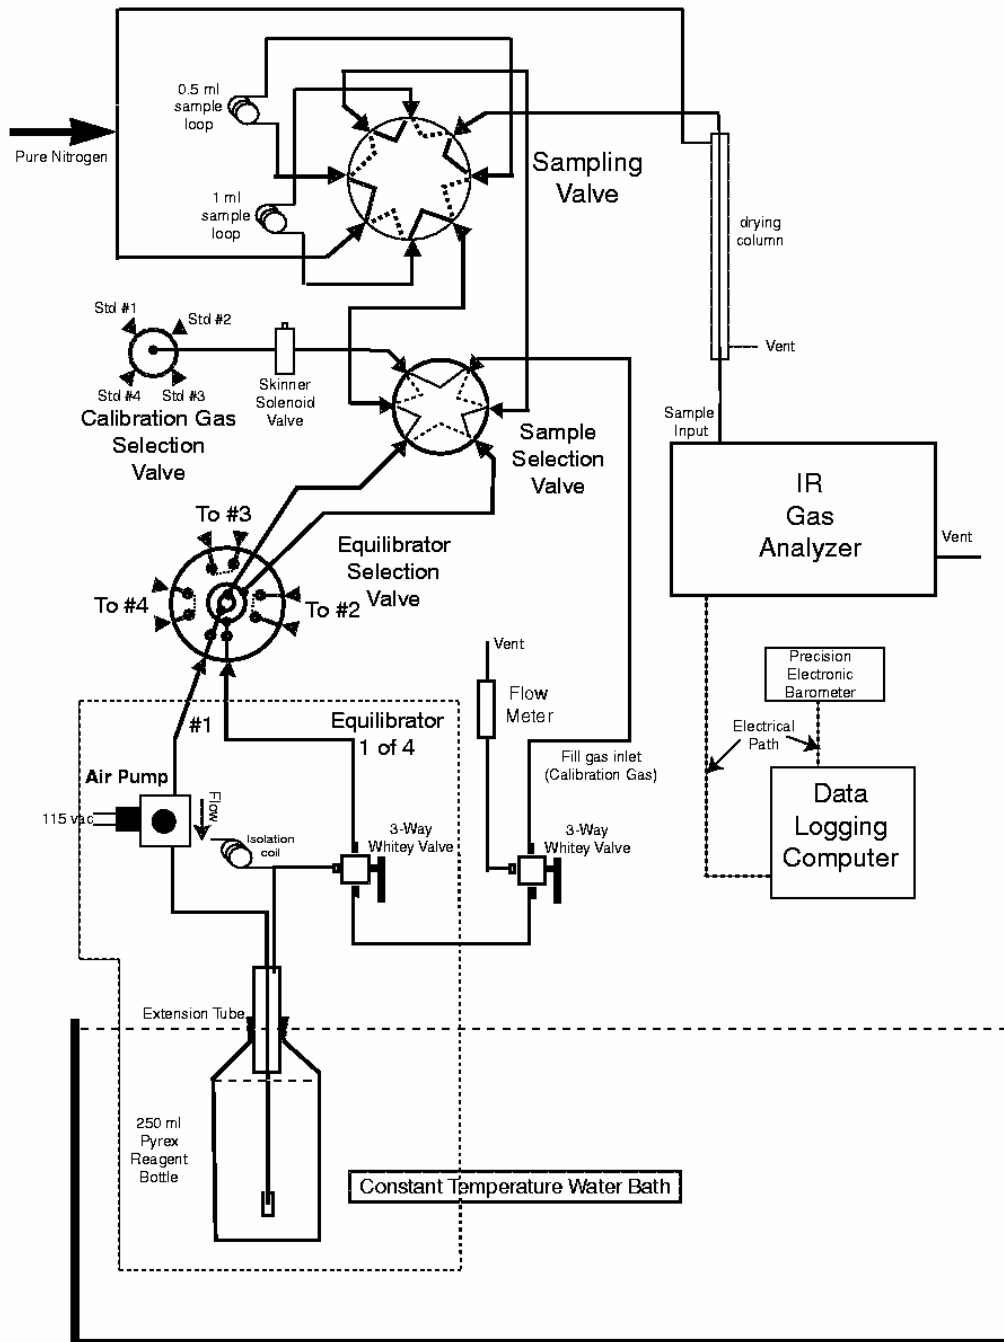 0.5 ml
sample
loop
Pure Nitrogen
Sampling
Valve
1 ml
sample
loop
drying
column
Std #1
Std #2
Std #4
Std #3
Skinner
Solenoid
Valve
Vent
Calibration Gas
Selection
Valve
Sample
Selection
Valve
Sample
Input
IR
Gas
Analyzer
Vent
To #3
Equilibrator
Selection
Valve
To #4
To #2
Vent
Precision
Electronic
Barometer
Flow
Meter
#1
Equilibrator
1 of 4
Electrical
Path
Fill gas inlet
(Calibration Gas)
Air Pump
115 vac
Flow
Isolation
coil
3-Way
Whitey Valve
3-Way
Whitey Valve
Data
Logging
Computer
Extension Tube
250 ml
Pyrex
Reagent
Bottle
Constant Temperature Water Bath